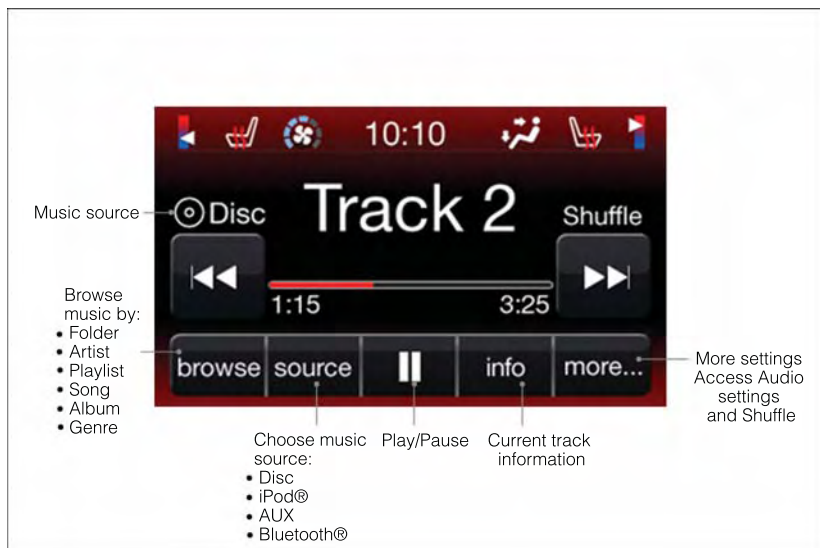 10:10
Music source
Disc
Track 2
Shuffle
1:15
3:25
Browse
music by:
• Folder
• Artist
• Playlist
• Song
• Album
• Genre
browse
source
info
more...
Choose music
source:
• Disc
• iPod®
• AUX
• Bluetooth®
Play/Pause
Current track
information
More settings
Access Audio
settings
and Shuffle